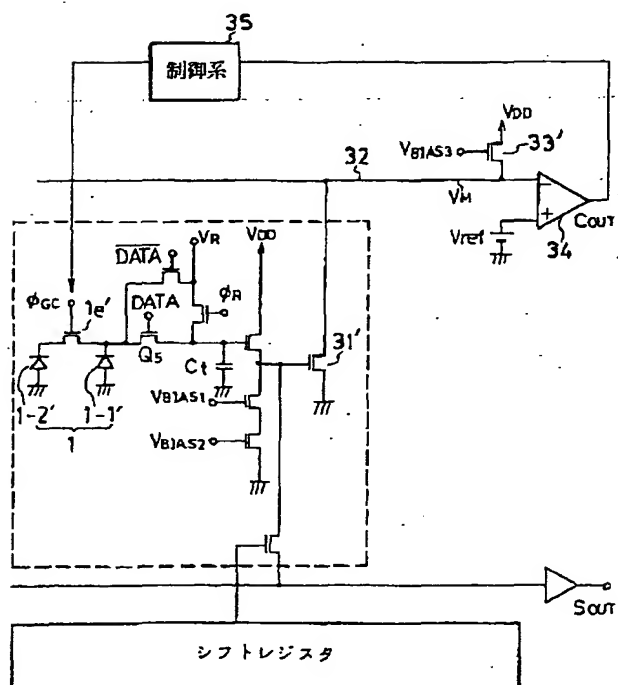 35
制御系
VDD
VBIAS3
33'
32
VM
−
+
COUT
34
Vref
DATA
VR
VDD
DATA
φGC
1e'
φR
Q5
Ct
31'
VBIAS1
1-2'
1-1'
1
VBIAS2
SOUT
シフトレジスタ